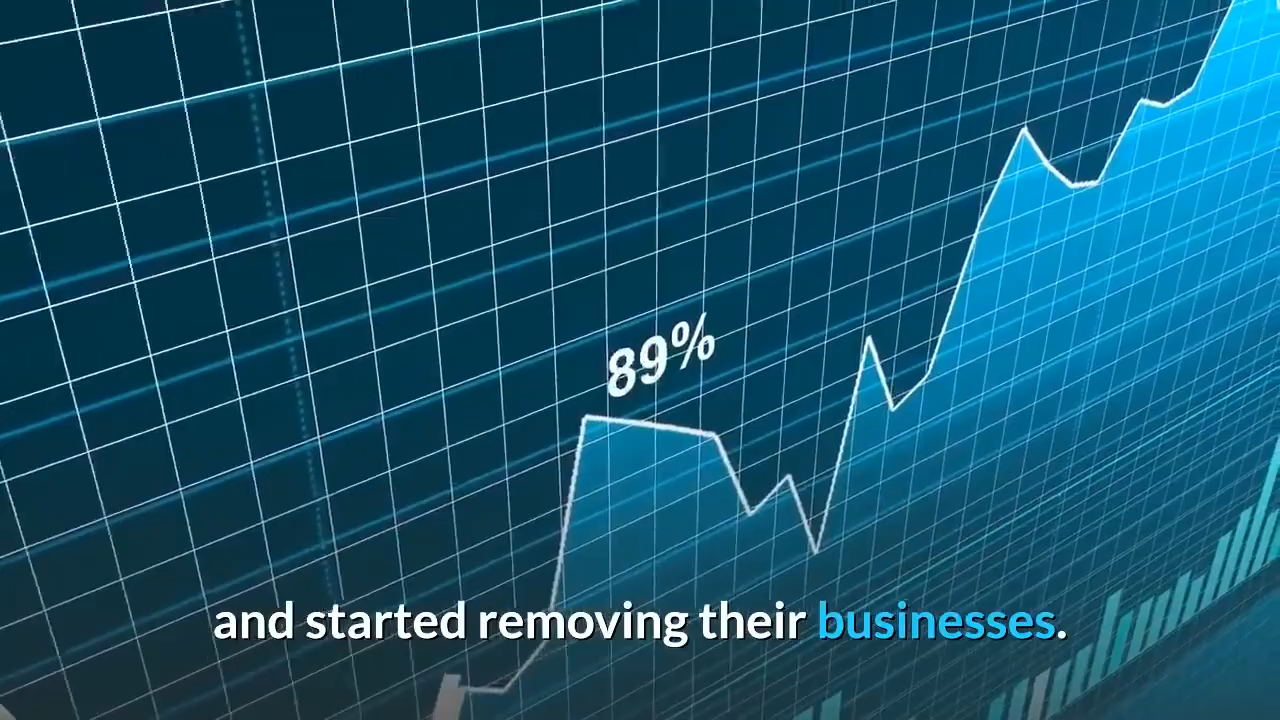 89%
and started removing their businesses.